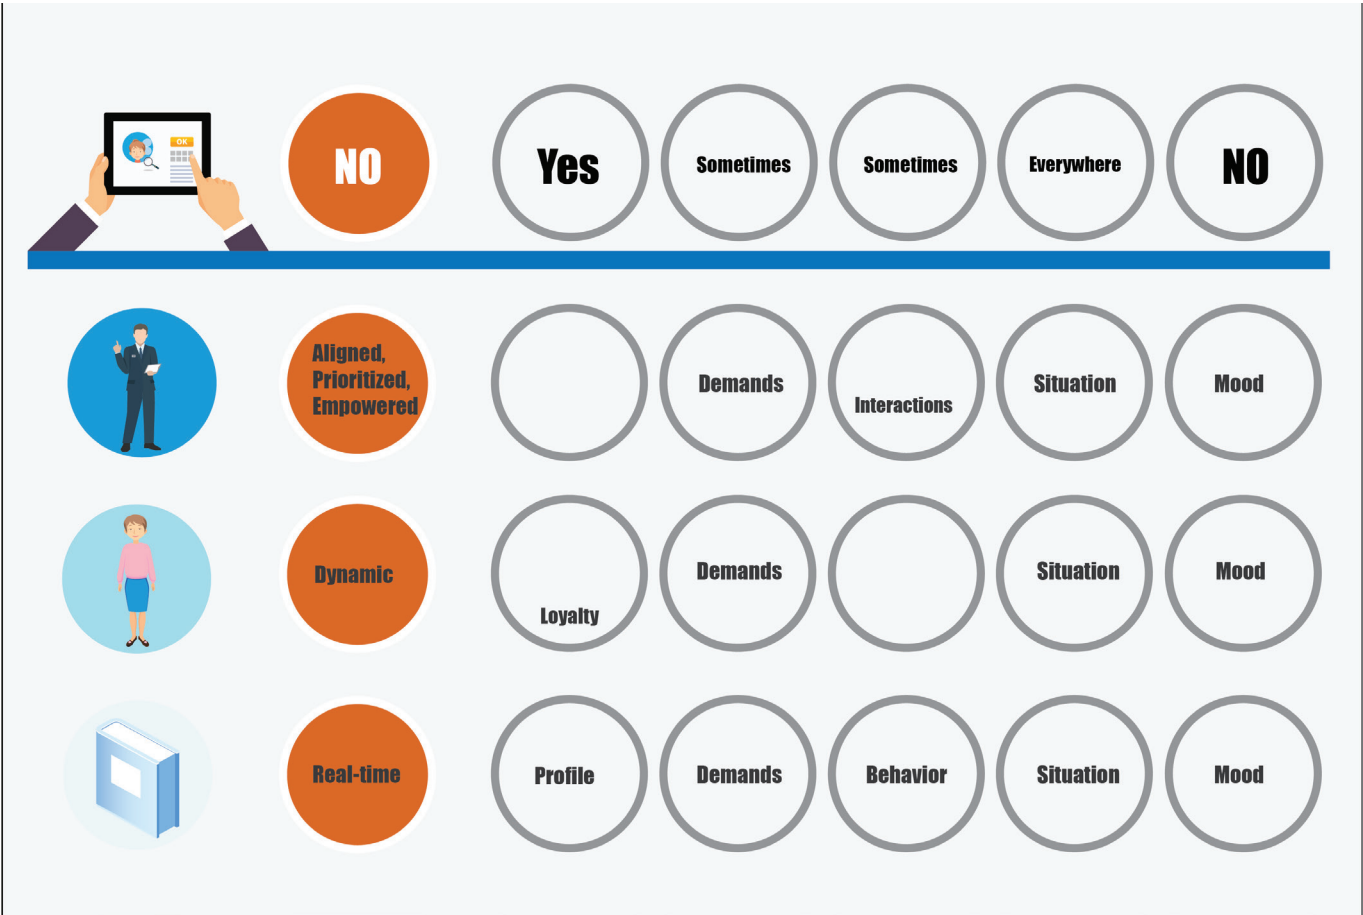 OK
NO
Yes
Sometimes
Sometimes
Everywhere
NO
Aligned,
Prioritized,
Empowered
Demands
Interactions
Situation
Mood
Dynamic
Loyalty
Demands
Situation
Mood
Real-time
Profile
Demands
Behavior
Situation
Mood